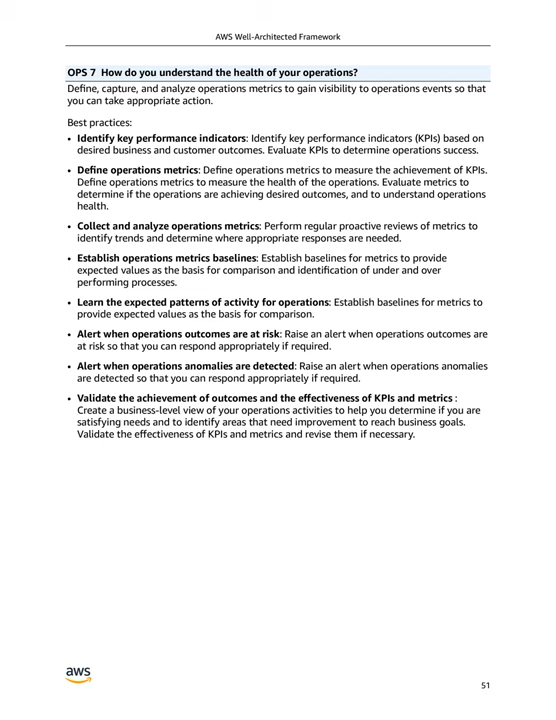 AWS Well-Architected Framework
OPS 7 How do you understand the health of your operations?
Define, capture, and analyze operations metrics to gain visibility to operations events so that
you can take appropriate action.
Best practices:
• Identify key performance indicators: Identify key performance indicators (KPIs) based on
desired business and customer outcomes. Evaluate KPIs to determine operations success.
• Define operations metrics: Define operations metrics to measure the achievement of KPIs.
Define operations metrics to measure the health of the operations. Evaluate metrics to
determine if the operations are achieving desired outcomes, and to understand operations
health.
• Collect and analyze operations metrics: Perform regular proactive reviews of metrics to
identify trends and determine where appropriate responses are needed.
• Establish operations metrics baselines: Establish baselines for metrics to provide
expected values as the basis for comparison and identification of under and over
performing processes.
• Learn the expected patterns of activity for operations: Establish baselines for metrics to
provide expected values as the basis for comparison.
• Alert when operations outcomes are at risk: Raise an alert when operations outcomes are
at risk so that you can respond appropriately if required.
• Alert when operations anomalies are detected: Raise an alert when operations anomalies
are detected so that you can respond appropriately if required.
• Validate the achievement of outcomes and the effectiveness of KPIs and metrics :
Create a business-level view of your operations activities to help you determine if you are
satisfying needs and to identify areas that need improvement to reach business goals.
Validate the effectiveness of KPIs and metrics and revise them if necessary.
aws
51